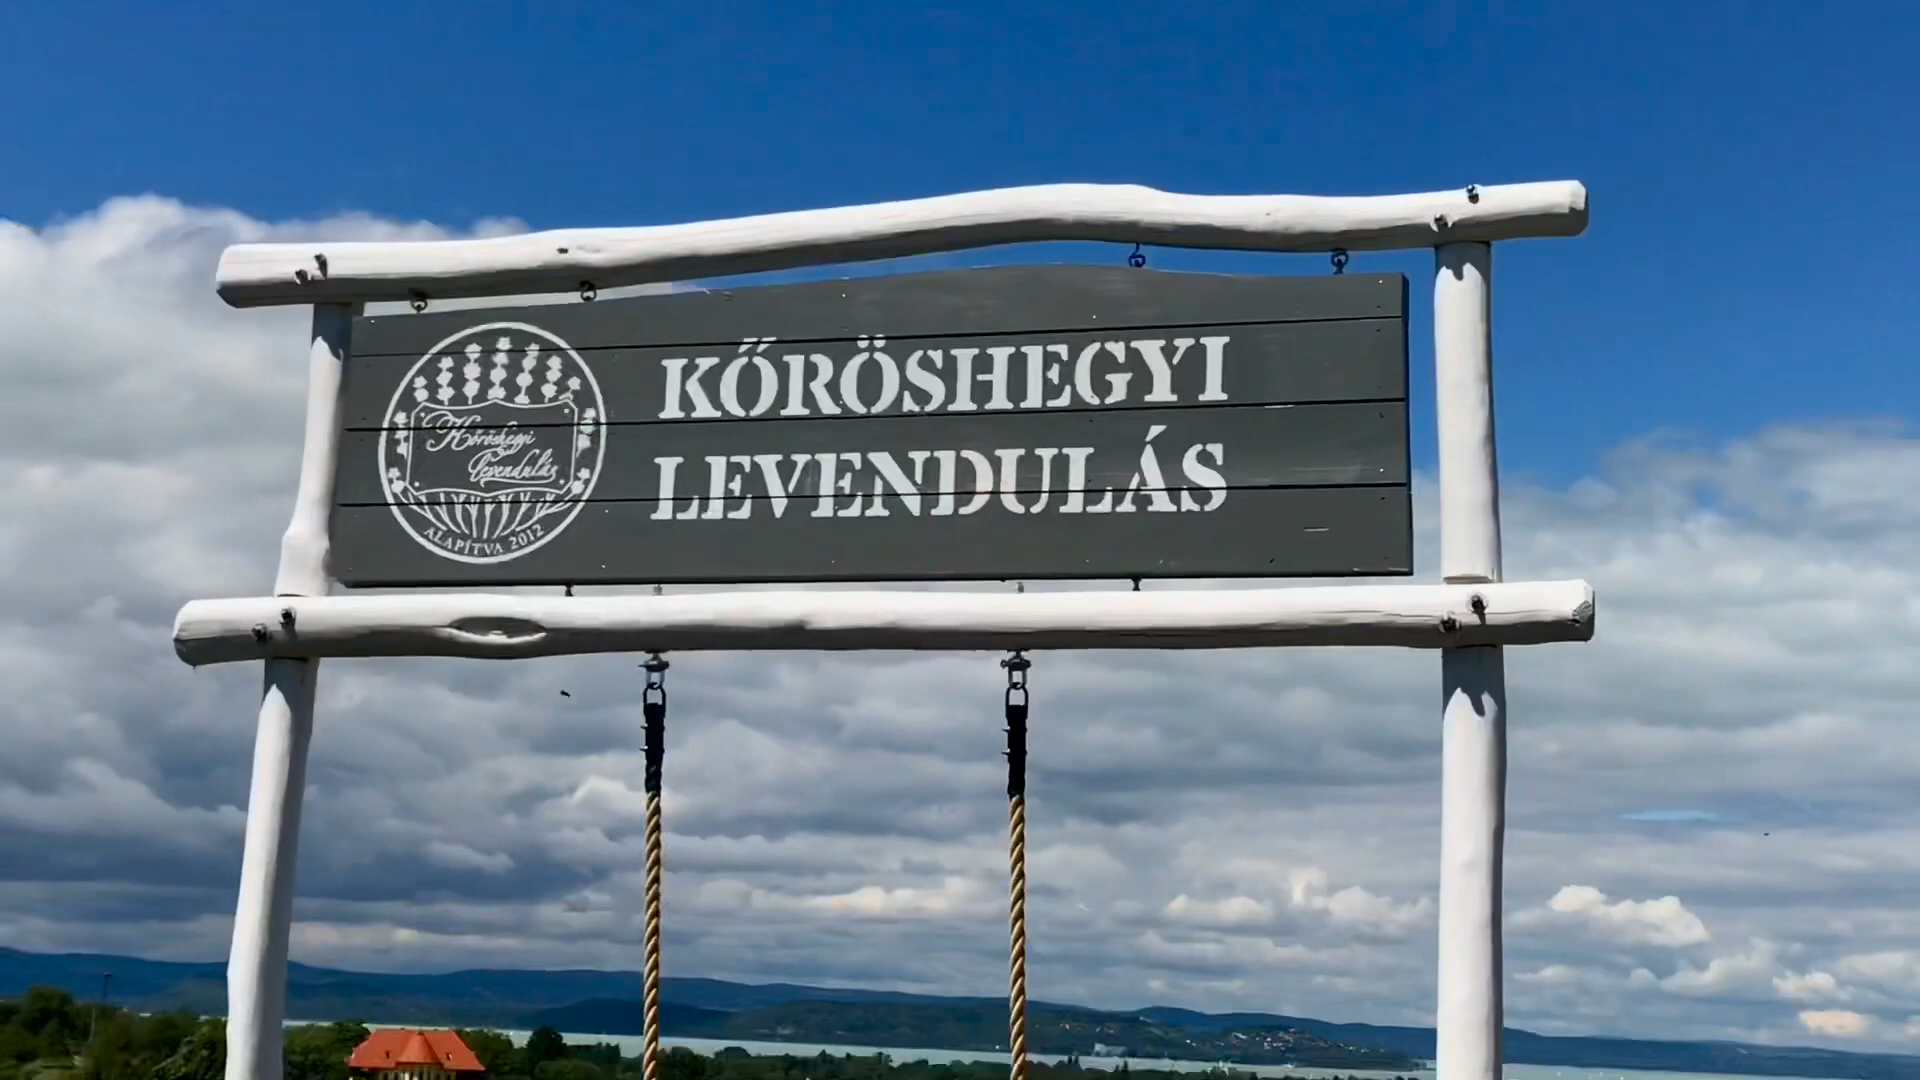 Kőröshegyi
levendulás
ALAPÍTVA 2012
KŐRÖSHEGYI
LEVENDULÁS